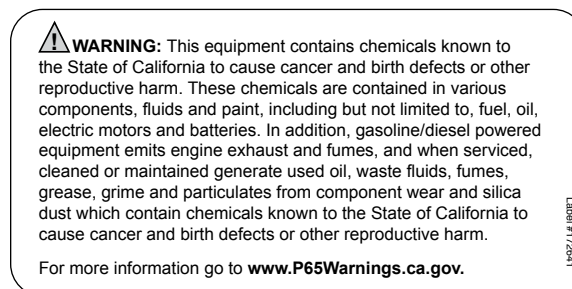 WARNING: This equipment contains chemicals known to
the State of California to cause cancer and birth defects or other
reproductive harm. These chemicals are contained in various
components, fluids and paint, including but not limited to, fuel, oil,
electric motors and batteries. In addition, gasoline/diesel powered
equipment emits engine exhaust and fumes, and when serviced,
cleaned or maintained generate used oil, waste fluids, fumes,
grease, grime and particulates from component wear and silica
dust which contain chemicals known to the State of California to
cause cancer and birth defects or other reproductive harm.
For more information go to www.P65Warnings.ca.gov.
Label #172641